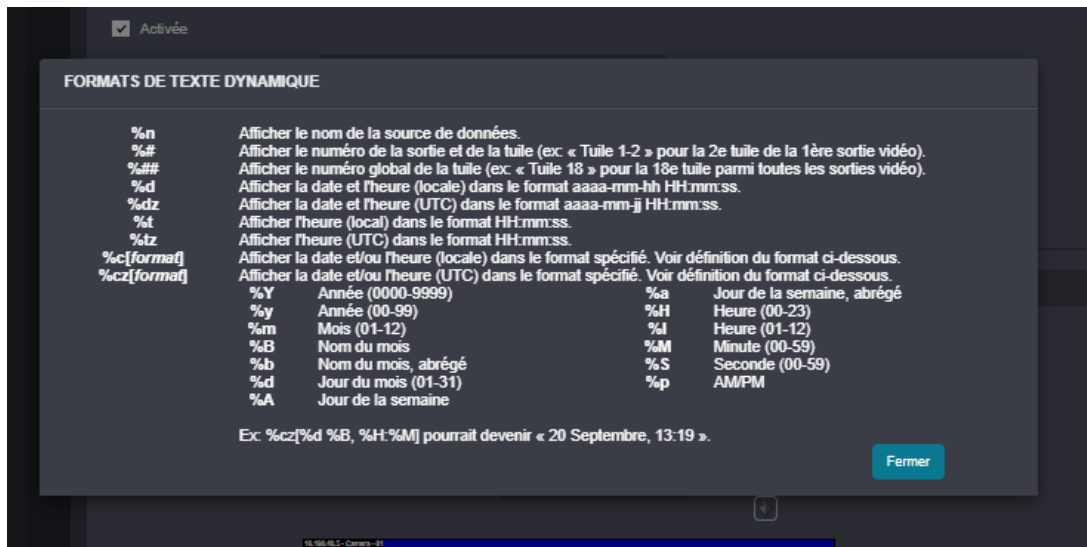 Activée
FORMATS DE TEXTE DYNAMIQUE
%n Afficher le nom de la source de données.
%# Afficher le numéro de la sortie et de la tuile (ex: « Tuile 1-2 » pour la 2e tuile de la 1ère sortie vidéo).
%## Afficher le numéro global de la tuile (ex: « Tuile 18 » pour la 18e tuile parmi toutes les sorties vidéo).
%d Afficher la date et l'heure (locale) dans le format aaaa-mm-hh HH:mm:ss.
%dz Afficher la date et l'heure (UTC) dans le format aaaa-mm-jj HH:mm:ss.
%t Afficher l'heure (local) dans le format HH:mm:ss.
%tz Afficher l'heure (UTC) dans le format HH:mm:ss.
%c[format] Afficher la date et/ou l'heure (locale) dans le format spécifié. Voir définition du format ci-dessous.
%cz[format] Afficher la date et/ou l'heure (UTC) dans le format spécifié. Voir définition du format ci-dessous.
%Y Année (0000-9999) %a Jour de la semaine, abrégé
%y Année (00-99) %H Heure (00-23)
%m Mois (01-12) %I Heure (01-12)
%B Nom du mois %M Minute (00-59)
%b Nom du mois, abrégé %S Seconde (00-59)
%d Jour du mois (01-31) %p AM/PM
%A Jour de la semaine
Ex: %cz[%d %B, %H:%M] pourrait devenir « 20 Septembre, 13:19 ».
Fermer